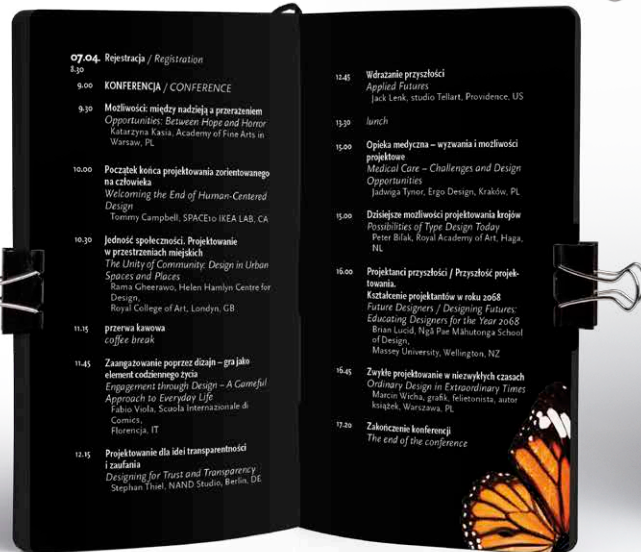 07.04. Rejestracja / Registration
8.30
9.00 KONFERENCJA / CONFERENCE
9.30 Możliwości: między nadzieją a przerażeniem
Opportunities: Between Hope and Horror
Katarzyna Kasia, Academy of Fine Arts in
Warsaw, PL
10.00 Początek końca projektowania zorientowanego
na człowieka
Welcoming the End of Human-Centered
Design
Tommy Campbell, SPACE10 IKEA LAB, CA
10.30 Jedność społeczności. Projektowanie
w przestrzeniach miejskich
The Unity of Community: Design in Urban
Spaces and Places
Rama Gheerawo, Helen Hamlyn Centre for
Design,
Royal College of Art, Londyn, GB
11.15 przerwa kawowa
coffee break
11.45 Zaangażowanie poprzez dizajn – gra jako
element codziennego życia
Engagement through Design – A Gameful
Approach to Everyday Life
Fabio Viola, Scuola Internazionale di
Comics,
Florencja, IT
12.15 Projektowanie dla idei transparentności
i zaufania
Designing for Trust and Transparency
Stephan Thiel, NAND Studio, Berlin, DE
12.45 Wdrażanie przyszłości
Applied Futures
Jack Lenk, studio Tellart, Providence, US
13.30 lunch
15.00 Opieka medyczna – wyzwania i możliwości
projektowe
Medical Care – Challenges and Design
Opportunities
Jadwiga Tynor, Ergo Design, Kraków, PL
15.00 Dzisiejsze możliwości projektowania krojów
Possibilities of Type Design Today
Peter Bilak, Royal Academy of Art, Haga,
NL
16.00 Projektanci przyszłości / Przyszłość projek-
towania.
Kształcenie projektantów w roku 2068
Future Designers / Designing Futures:
Educating Designers for the Year 2068
Brian Lucid, Ngā Pae Māhutonga School
of Design,
Massey University, Wellington, NZ
16.45 Zwykłe projektowanie w niezwykłych czasach
Ordinary Design in Extraordinary Times
Marcin Wicha, grafik, felietonista, autor
książek, Warszawa, PL
17.20 Zakończenie konferencji
The end of the conference